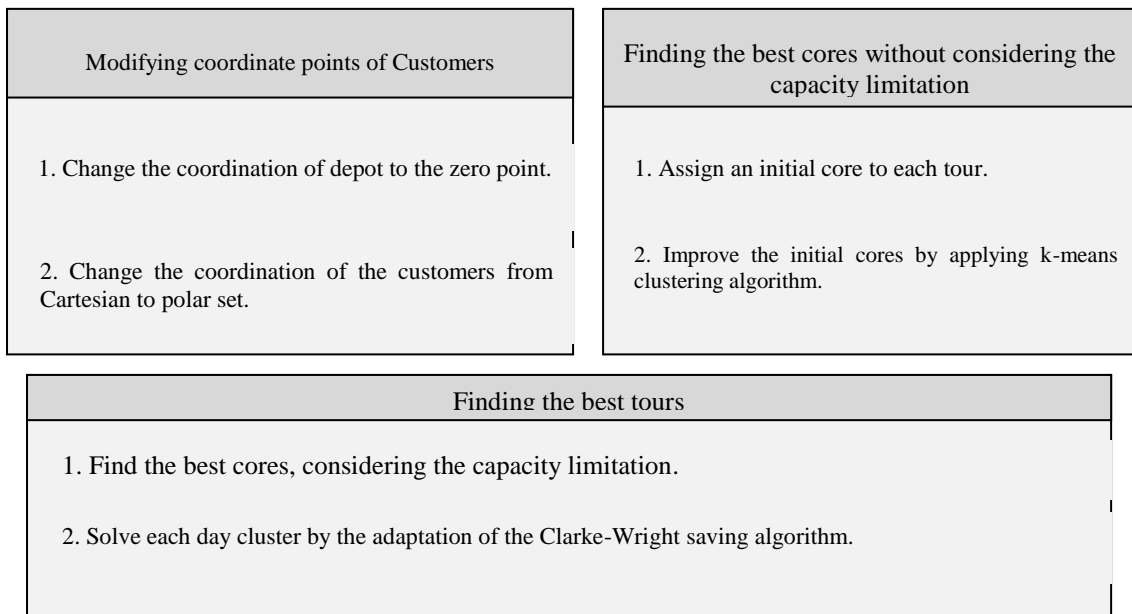 Modifying coordinate points of Customers
1. Change the coordination of depot to the zero point.
2. Change the coordination of the customers from
Cartesian to polar set.
Finding the best cores without considering the
capacity limitation
1. Assign an initial core to each tour.
2. Improve the initial cores by applying k-means
clustering algorithm.
Finding the best tours
1. Find the best cores, considering the capacity limitation.
2. Solve each day cluster by the adaptation of the Clarke-Wright saving algorithm.